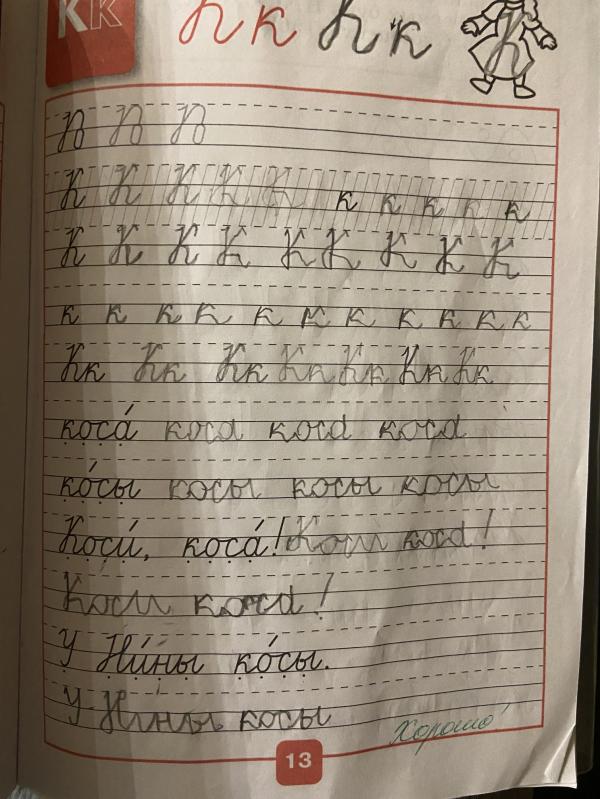 Кк К к К к К
К К К К К к к к к к
К К К К К К К К К
к к к к к к к к к к к
Кк Кк Кк Кк Кк Кк Кк
коса́ коса коса коса
ко́сы косы косы косы
Коси́, коса́! Коси коса!
Коси коса!
У Ни́ны ко́сы.
У Нины косы
Хорошо!
13